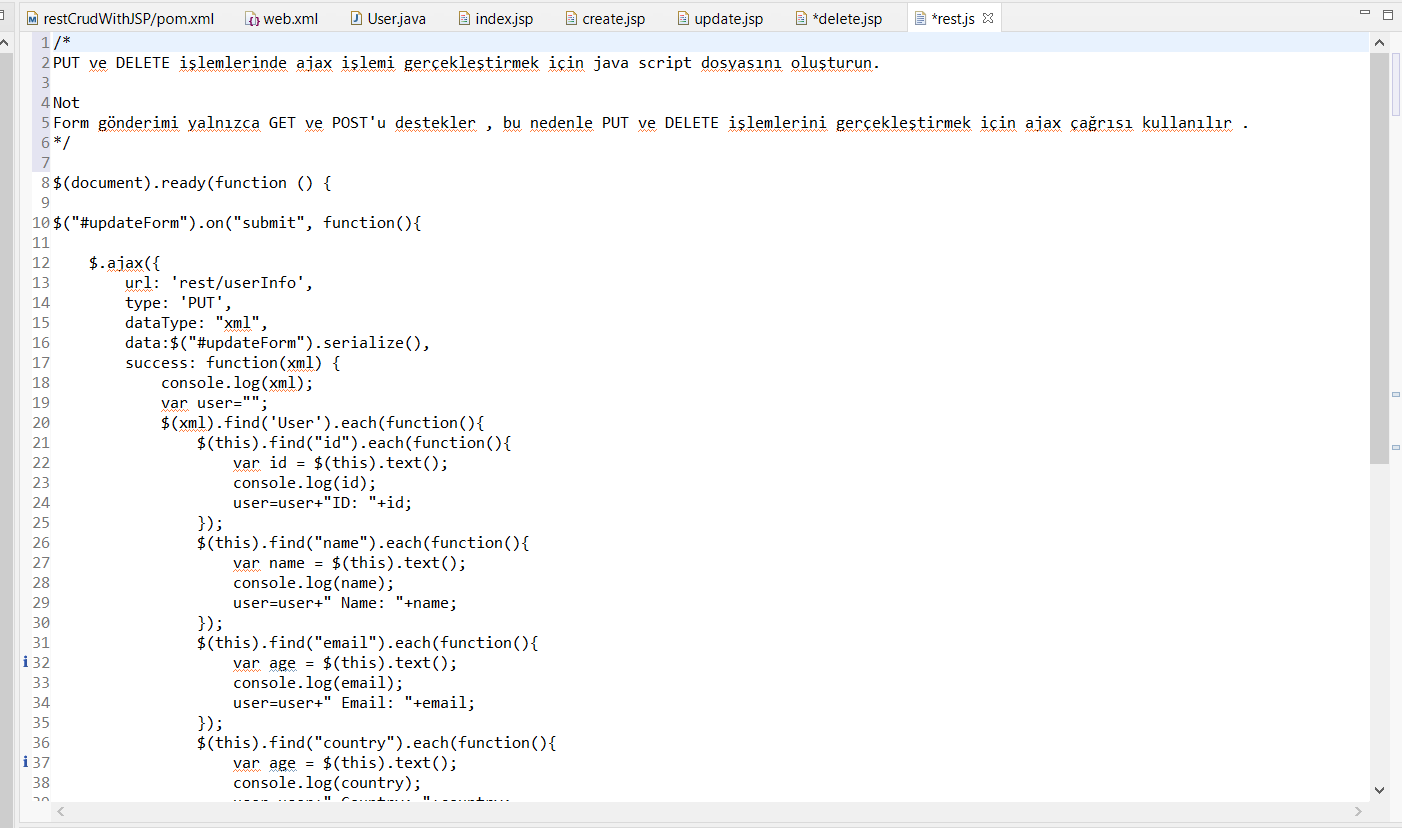 restCrudWithJSP/pom.xml web.xml User.java index.jsp create.jsp update.jsp *delete.jsp *rest.js
1 /*
2 PUT ve DELETE işlemlerinde ajax işlemi gerçekleştirmek için java script dosyasını oluşturun.
3
4 Not
5 Form gönderimi yalnızca GET ve POST'u destekler , bu nedenle PUT ve DELETE işlemlerini gerçekleştirmek için ajax çağrısı kullanılır .
6 */
7
8 $(document).ready(function () {
9
10 $("#updateForm").on("submit", function(){
11
12     $.ajax({
13         url: 'rest/userInfo',
14         type: 'PUT',
15         dataType: "xml",
16         data:$("#updateForm").serialize(),
17         success: function(xml) {
18             console.log(xml);
19             var user="";
20             $(xml).find('User').each(function(){
21                 $(this).find("id").each(function(){
22                     var id = $(this).text();
23                     console.log(id);
24                     user=user+"ID: "+id;
25                 });
26                 $(this).find("name").each(function(){
27                     var name = $(this).text();
28                     console.log(name);
29                     user=user+" Name: "+name;
30                 });
31                 $(this).find("email").each(function(){
32                     var age = $(this).text();
33                     console.log(email);
34                     user=user+" Email: "+email;
35                 });
36                 $(this).find("country").each(function(){
37                     var age = $(this).text();
38                     console.log(country);